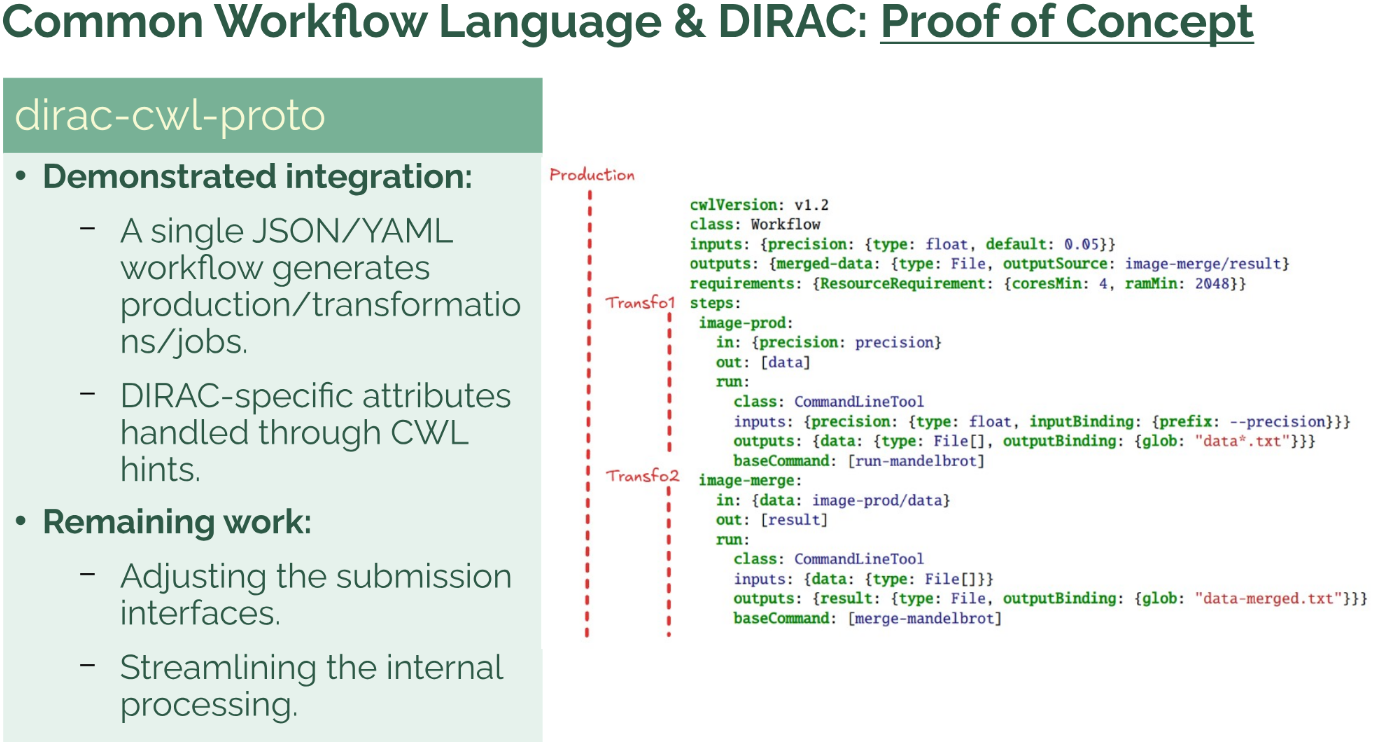 Common Workflow Language & DIRAC: Proof of Concept
dirac-cwl-proto
• Demonstrated integration:
– A single JSON/YAML
workflow generates
production/transformatio
ns/jobs.
– DIRAC-specific attributes
handled through CWL
hints.
• Remaining work:
– Adjusting the submission
interfaces.
– Streamlining the internal
processing.
Production
Transfo1
Transfo2
cwlVersion: v1.2
class: Workflow
inputs: {precision: {type: float, default: 0.05}}
outputs: {merged-data: {type: File, outputSource: image-merge/result}
requirements: {ResourceRequirement: {coresMin: 4, ramMin: 2048}}
steps:
image-prod:
in: {precision: precision}
out: [data]
run:
class: CommandLineTool
inputs: {precision: {type: float, inputBinding: {prefix: --precision}}}
outputs: {data: {type: File[], outputBinding: {glob: "data*.txt"}}}
baseCommand: [run-mandelbrot]
image-merge:
in: {data: image-prod/data}
out: [result]
run:
class: CommandLineTool
inputs: {data: {type: File[]}}
outputs: {result: {type: File, outputBinding: {glob: "data-merged.txt"}}}
baseCommand: [merge-mandelbrot]